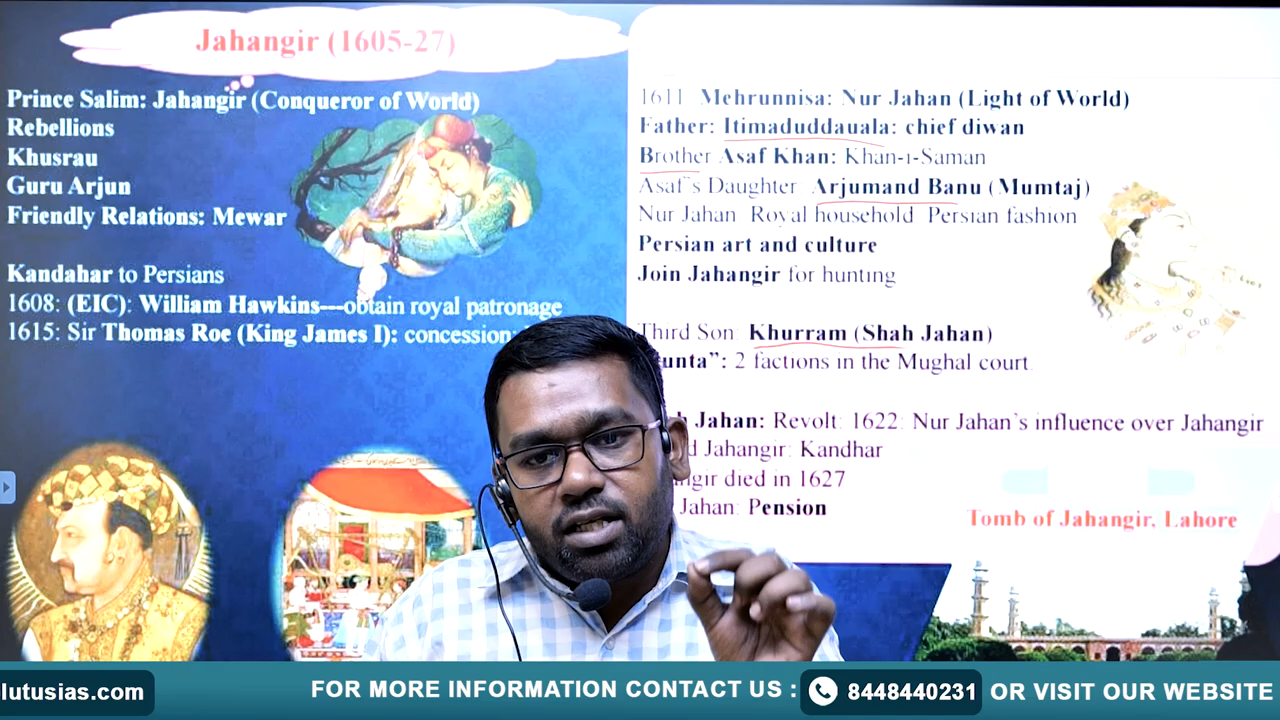 Jahangir (1605-27)
Prince Salim: Jahangir (Conqueror of World)
Rebellions
Khusrau
Guru Arjun
Friendly Relations: Mewar
Kandahar to Persians
1608: (EIC): William Hawkins---obtain royal patronage
1615: Sir Thomas Roe (King James I): concession:
1611 Mehrunnisa: Nur Jahan (Light of World)
Father: Itimaduddauala: chief diwan
Brother Asaf Khan: Khan-i-Saman
Asaf's Daughter Arjumand Banu (Mumtaj)
Nur Jahan Royal household Persian fashion
Persian art and culture
Join Jahangir for hunting
Third Son Khurram (Shah Jahan)
unta": 2 factions in the Mughal court.
h Jahan: Revolt: 1622: Nur Jahan's influence over Jahangir
d Jahangir: Kandhar
ngir died in 1627
Jahan: Pension
Tomb of Jahangir, Lahore
lutusias.com
FOR MORE INFORMATION CONTACT US : 8448440231 OR VISIT OUR WEBSITE